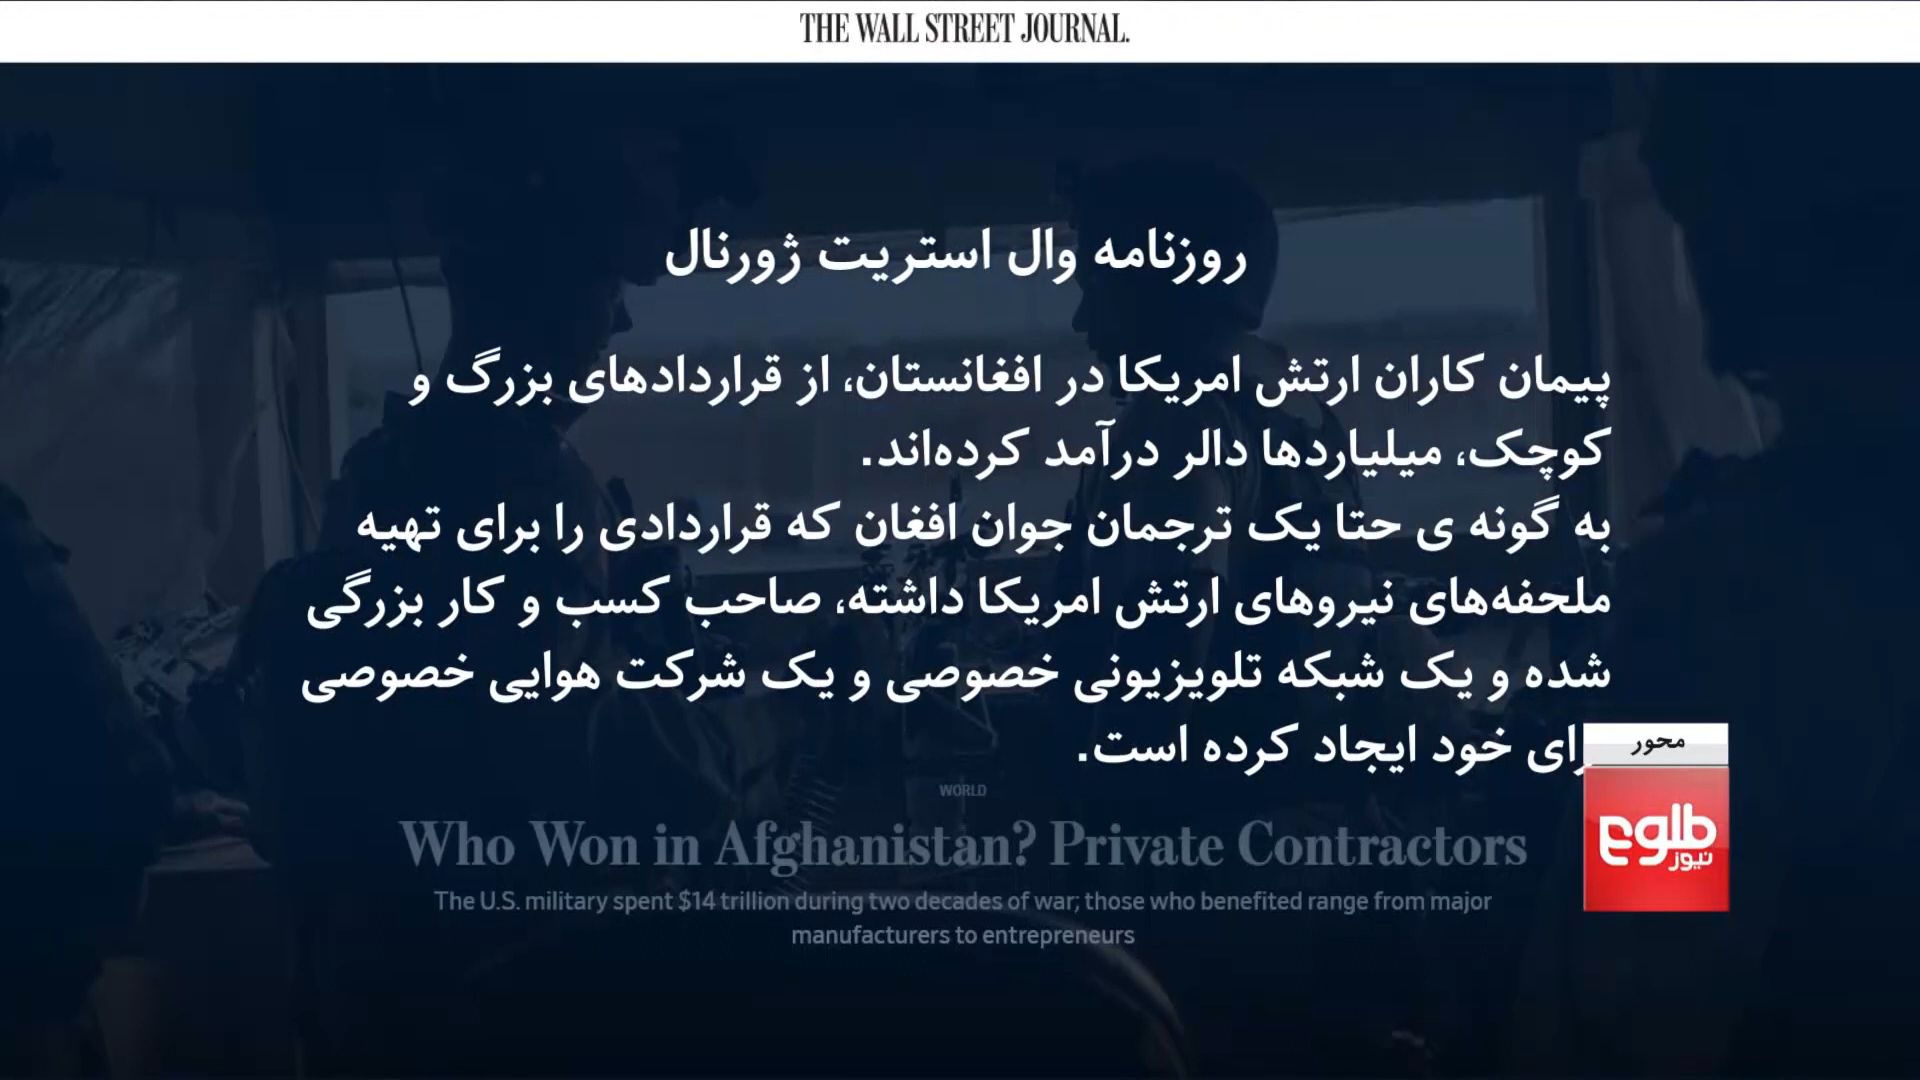 THE WALL STREET JOURNAL.
روزنامه وال استریت ژورنال
پیمان کاران ارتش امریکا در افغانستان، از قراردادهای بزرگ و
کوچک، میلیاردها دالر درآمد کرده‌اند.
به گونه ی حتا یک ترجمان جوان افغان که قراردادی را برای تهیه
ملحفه‌های نیروهای ارتش امریکا داشته، صاحب کسب و کار بزرگی
شده و یک شبکه تلویزیونی خصوصی و یک شرکت هوایی خصوصی
خود ایجاد کرده است.
محور
طلوع
نیوز
WORLD
Who Won in Afghanistan? Private Contractors
The U.S. military spent $14 trillion during two decades of war; those who benefited range from major
manufacturers to entrepreneurs